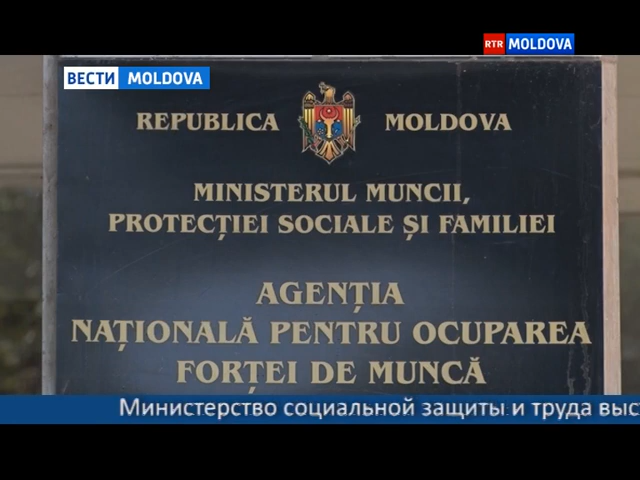 RTR MOLDOVA
ВЕСТИ MOLDOVA
REPUBLICA MOLDOVA
MINISTERUL MUNCII,
PROTECȚIEI SOCIALE ȘI FAMILIEI
AGENȚIA
NAȚIONALĂ PENTRU OCUPAREA
FORȚEI DE MUNCĂ
Министерство социальной защиты и труда выс